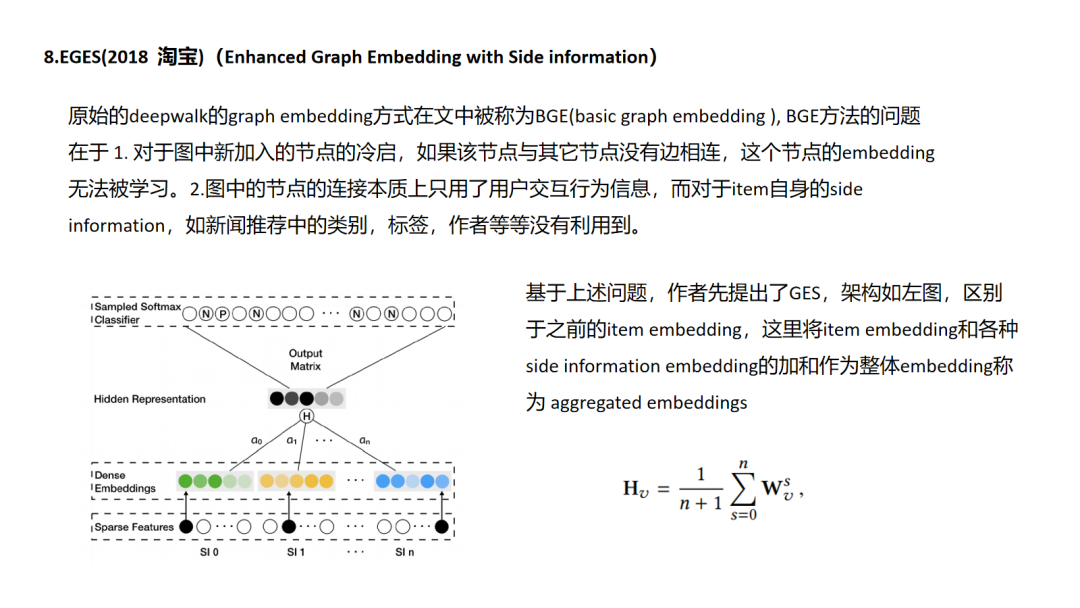 8.EGES(2018 淘宝)（Enhanced Graph Embedding with Side information）
原始的deepwalk的graph embedding方式在文中被称为BGE(basic graph embedding ), BGE方法的问题
在于 1. 对于图中新加入的节点的冷启，如果该节点与其它节点没有边相连，这个节点的embedding
无法被学习。2.图中的节点的连接本质上只用了用户交互行为信息，而对于item自身的side
information，如新闻推荐中的类别，标签，作者等等没有利用到。
Sampled Softmax
Classifier
N P N ··· N N
Output
Matrix
Hidden Representation
H
a₀ a₁ ··· aₙ
Dense
Embeddings
···
Sparse Features ··· ··· ··· ···
SI 0 SI 1 ··· SI n
基于上述问题，作者先提出了GES，架构如左图，区别
于之前的item embedding，这里将item embedding和各种
side information embedding的加和作为整体embedding称
为 aggregated embeddings
H_v = \frac{1}{n+1} \sum_{s=0}^{n} W_v^s ,